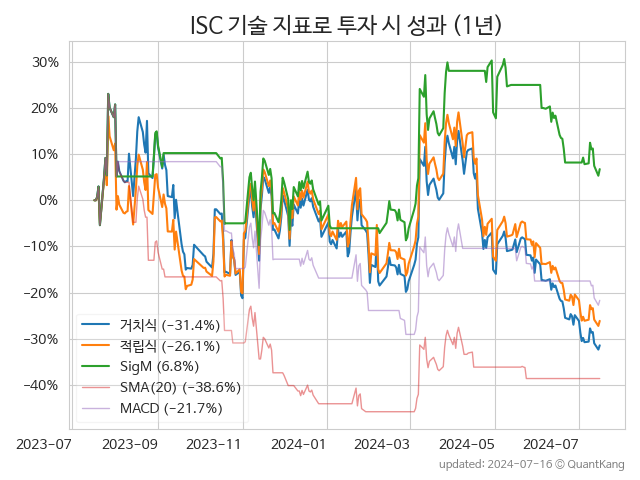 ISC 기술 지표로 투자 시 성과 (1년)
30%
20%
10%
0%
−10%
−20%
−30%
−40%
거치식 (−31.4%)
적립식 (−26.1%)
SigM (6.8%)
SMA(20) (−38.6%)
MACD (−21.7%)
2023-07 2023-09 2023-11 2024-01 2024-03 2024-05 2024-07
updated: 2024-07-16 © QuantKang